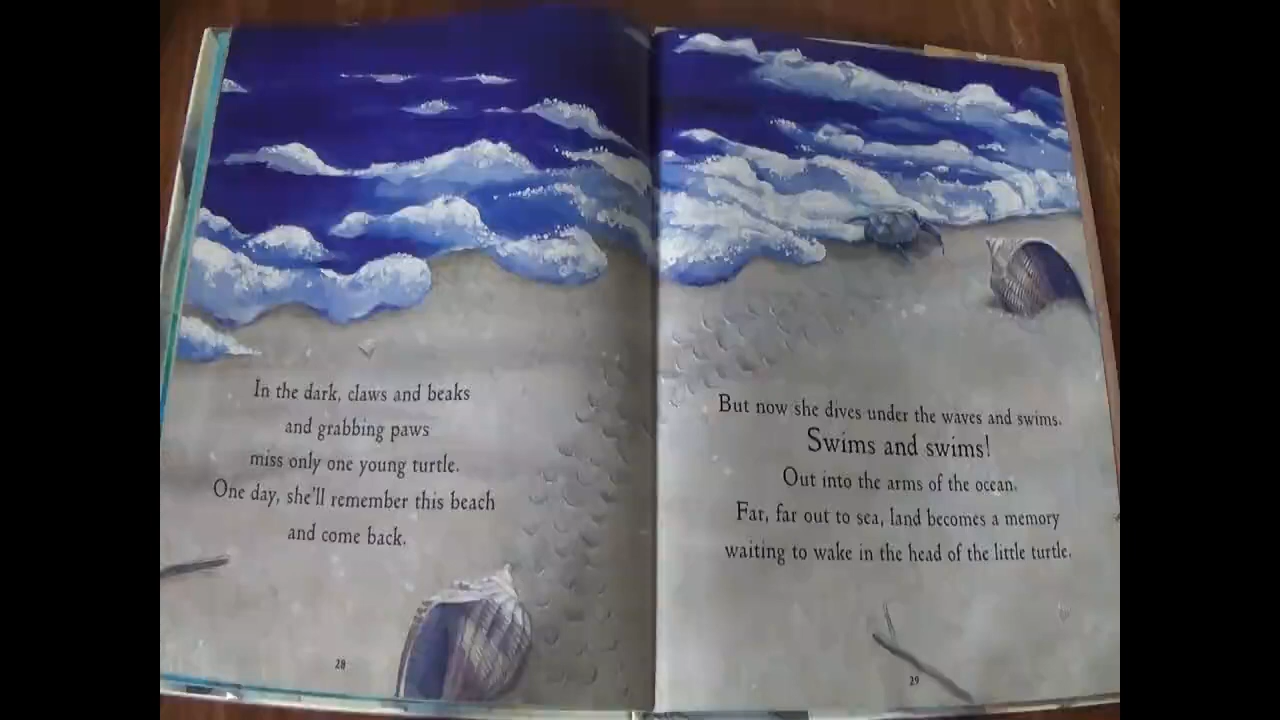 In the dark, claws and beaks
and grabbing paws
miss only one young turtle.
One day, she'll remember this beach
and come back.
28
But now she dives under the waves and swims.
Swims and swims!
Out into the arms of the ocean.
Far, far out to sea, land becomes a memory
waiting to wake in the head of the little turtle.
29